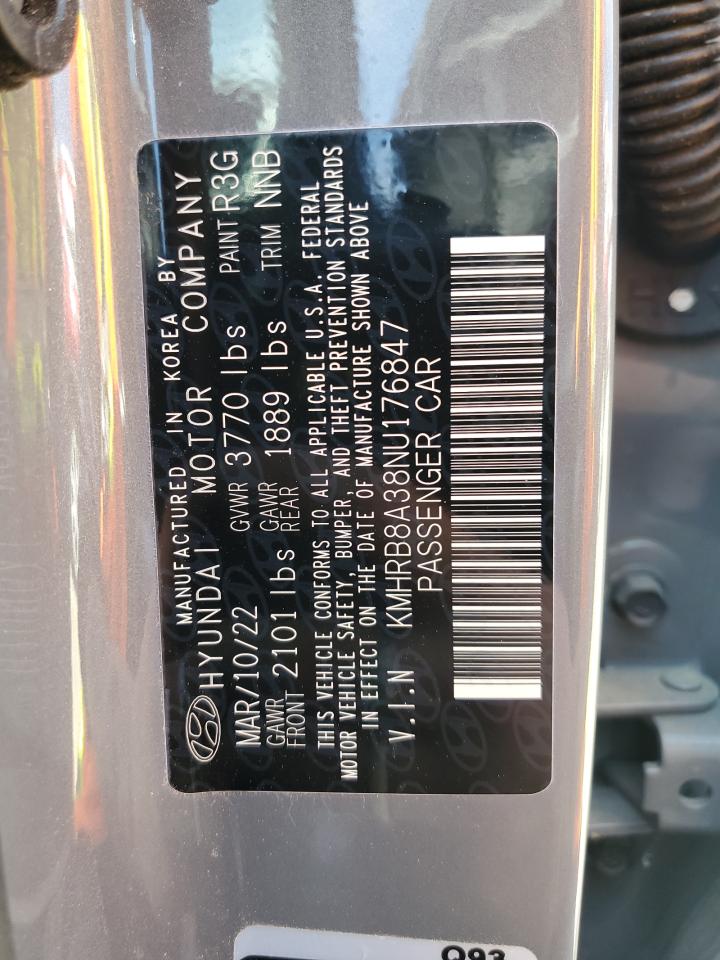 MANUFACTURED IN KOREA BY
HYUNDAI MOTOR COMPANY
MAR/10/22 GVWR 3770 lbs PAINT R3G
GAWR FRONT 2101 lbs GAWR REAR 1889 lbs TRIM NNB
THIS VEHICLE CONFORMS TO ALL APPLICABLE U.S.A. FEDERAL
MOTOR VEHICLE SAFETY, BUMPER, AND THEFT PREVENTION STANDARDS
IN EFFECT ON THE DATE OF MANUFACTURE SHOWN ABOVE
V.I.N KMHRB8A38NU176847
PASSENGER CAR
Q93